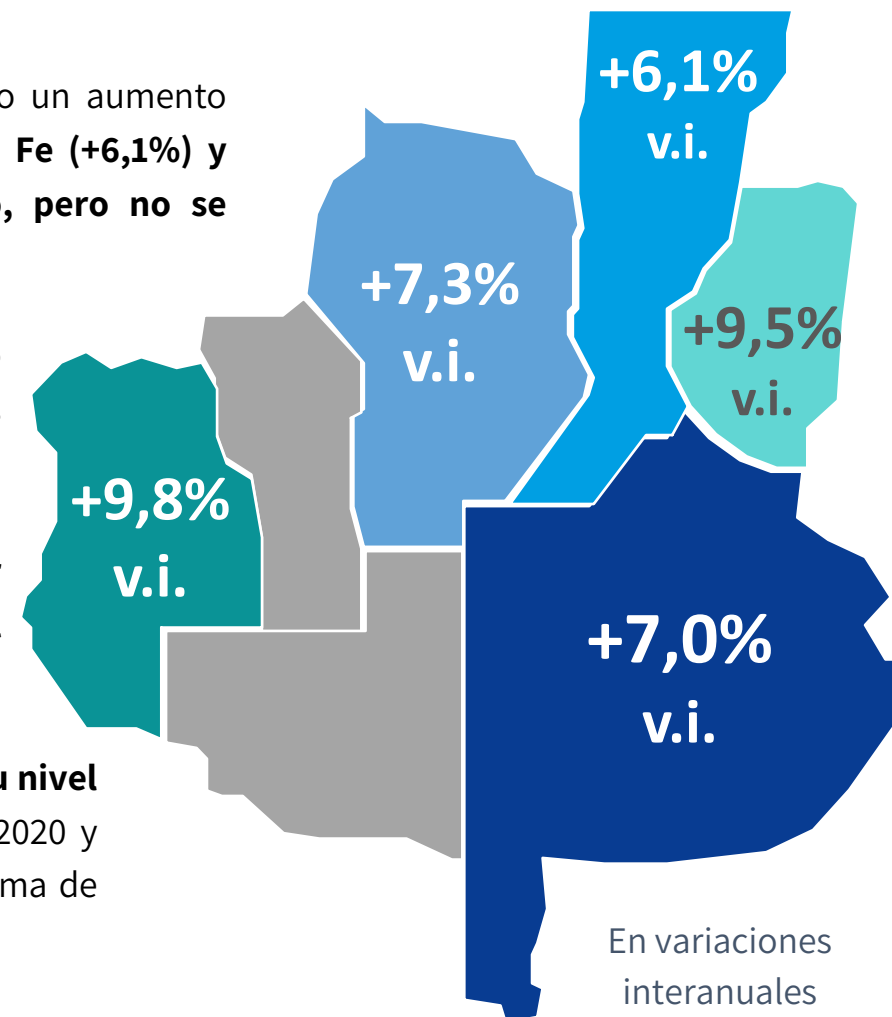 o un aumento
Fe (+6,1%) y
, pero no se
u nivel
2020 y
ma de
+6,1%
v.i.
+7,3%
v.i.
+9,5%
v.i.
+9,8%
v.i.
+7,0%
v.i.
En variaciones
interanuales